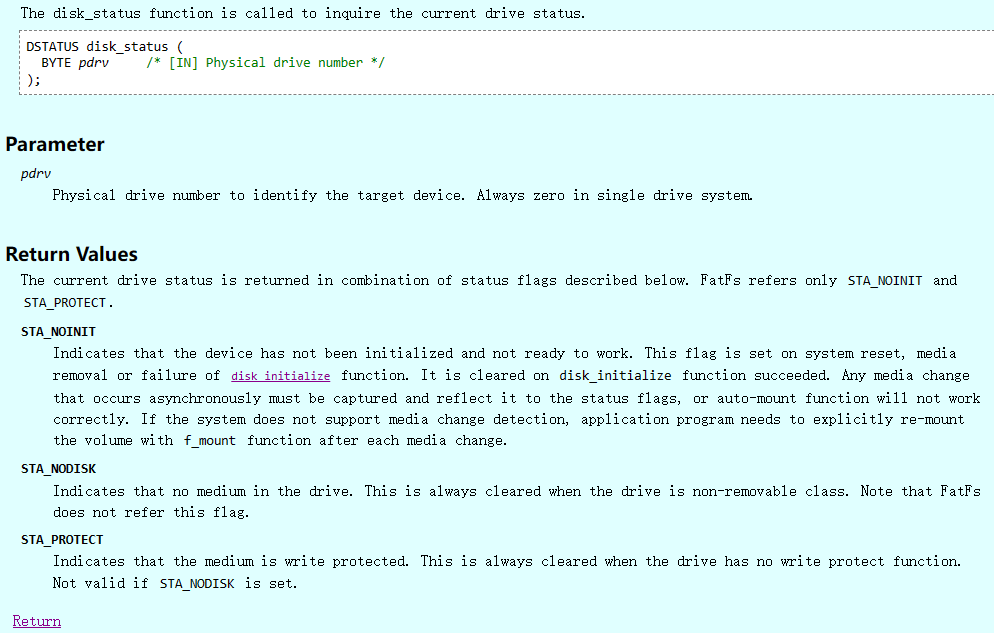 The disk_status function is called to inquire the current drive status.
DSTATUS disk_status (
  BYTE pdrv     /* [IN] Physical drive number */
);
Parameter
pdrv
Physical drive number to identify the target device. Always zero in single drive system.
Return Values
The current drive status is returned in combination of status flags described below. FatFs refers only STA_NOINIT and
STA_PROTECT.
STA_NOINIT
Indicates that the device has not been initialized and not ready to work. This flag is set on system reset, media
removal or failure of disk_initialize function. It is cleared on disk_initialize function succeeded. Any media change
that occurs asynchronously must be captured and reflect it to the status flags, or auto-mount function will not work
correctly. If the system does not support media change detection, application program needs to explicitly re-mount
the volume with f_mount function after each media change.
STA_NODISK
Indicates that no medium in the drive. This is always cleared when the drive is non-removable class. Note that FatFs
does not refer this flag.
STA_PROTECT
Indicates that the medium is write protected. This is always cleared when the drive has no write protect function.
Not valid if STA_NODISK is set.
Return